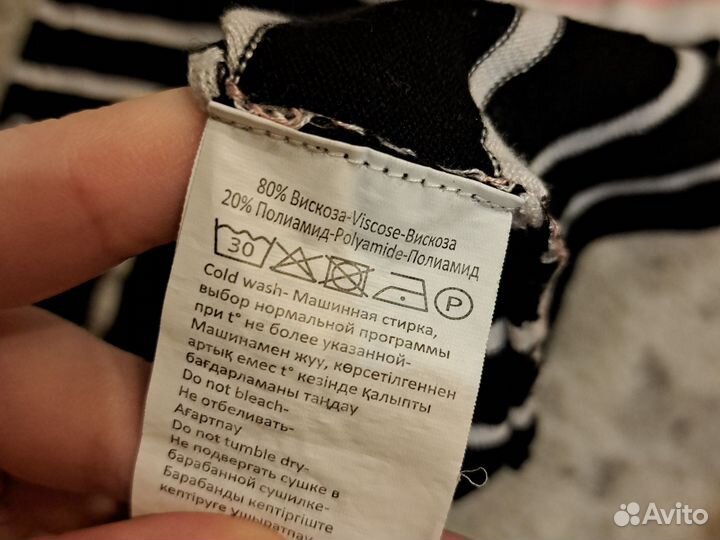 80% Вискоза-Viscose-Вискоза
20% Полиамид-Polyamide-Полиамид
30 P
Cold wash- Машинная стирка,
выбор нормальной программы
при t° не более указанной-
Машинамен жуу, көрсетілгеннен
артық емес t° кезінде қалыпты
бағдарламаны таңдау
Do not bleach-
Не отбеливать-
Ағартпау
Do not tumble dry-
Не подвергать сушке в
барабанной сушилке-
Барабанды кептіргіште
кептіруге ұшыратпау
Avito